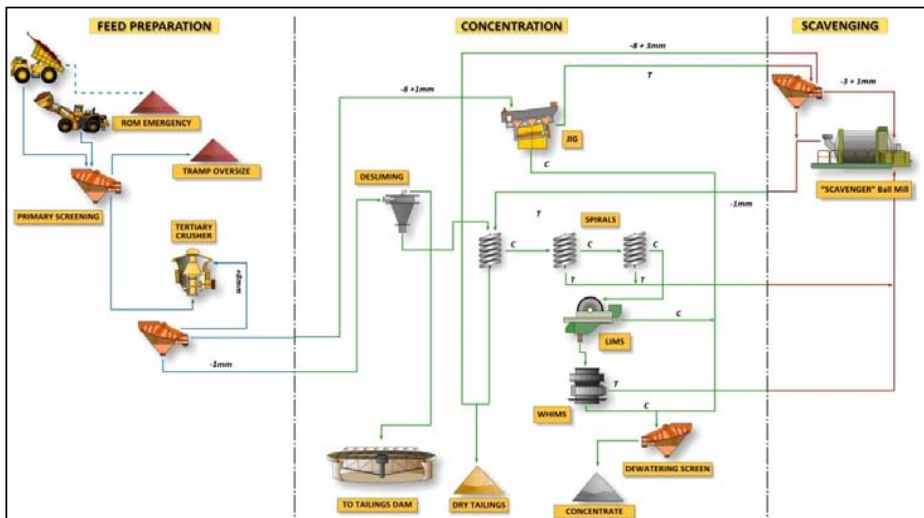 FEED PREPARATION
CONCENTRATION
SCAVENGING
-8 + 3mm
T
-3 + 1mm
-8 +1mm
ROM EMERGENCY
JIG
TRAMP OVERSIZE
C
DESLIMING
"SCAVENGER" Ball Mill
PRIMARY SCREENING
-1mm
T
SPIRALS
TERTIARY
CRUSHER
C
C
C
T
T
C
LIMS
-1mm
T
WHIMS
C
DEWATERING SCREEN
TO TAILINGS DAM
DRY TAILINGS
CONCENTRATE